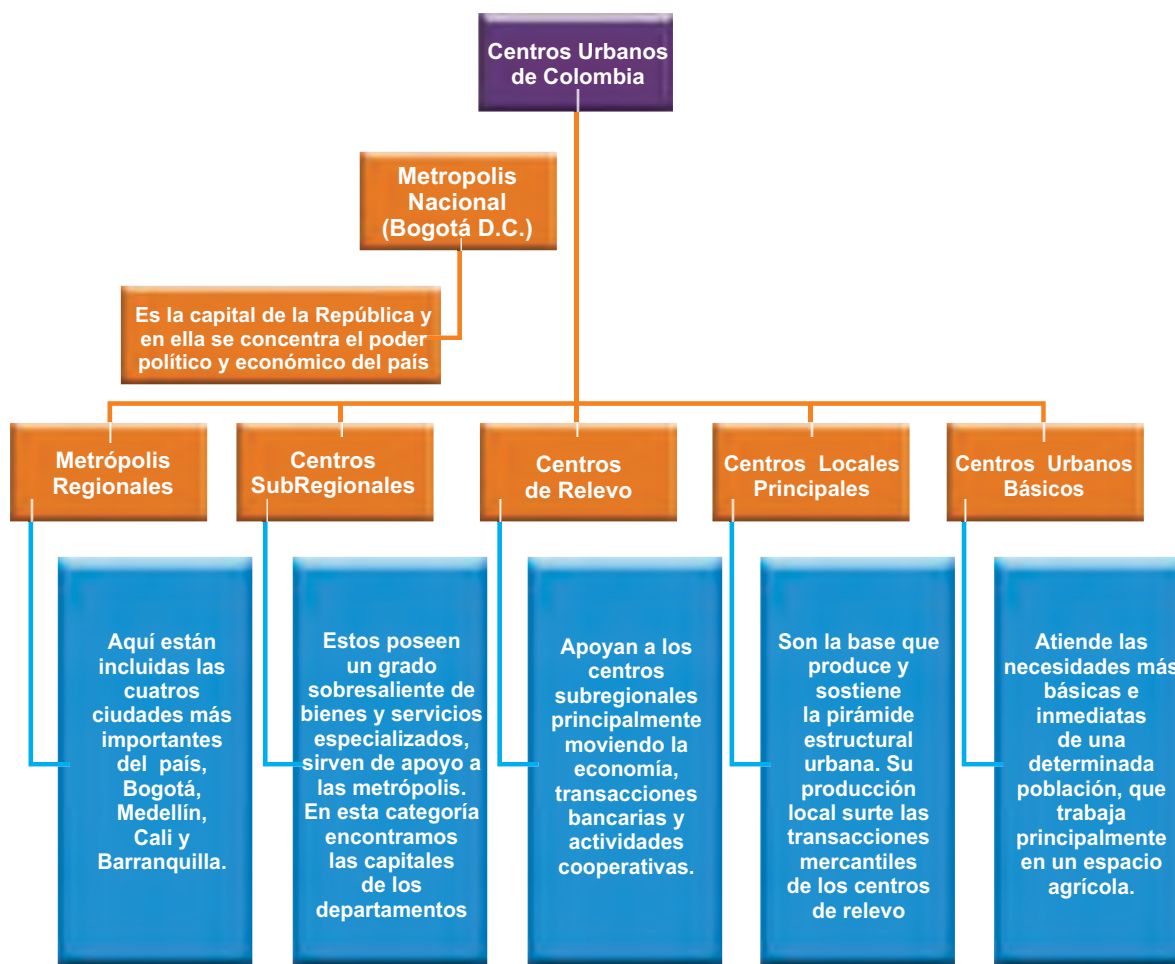 Centros Urbanos
de Colombia
Metropolis
Nacional
(Bogotá D.C.)
Es la capital de la República y
en ella se concentra el poder
político y económico del país
Metrópolis
Regionales
Centros
SubRegionales
Centros
de Relevo
Centros Locales
Principales
Centros Urbanos
Básicos
Aquí están
incluidas las
cuatros
ciudades más
importantes
del país,
Bogotá,
Medellín,
Cali y
Barranquilla.
Estos poseen
un grado
sobresaliente de
bienes y servicios
especializados,
sirven de apoyo a
las metrópolis.
En esta categoría
encontramos
las capitales
de los
departamentos
Apoyan a los
centros
subregionales
principalmente
moviendo la
economía,
transacciones
bancarias y
actividades
cooperativas.
Son la base que
produce y
sostiene
la pirámide
estructural
urbana. Su
producción
local surte las
transacciones
mercantiles
de los centros
de relevo
Atiende las
necesidades más
básicas e
inmediatas
de una
determinada
población, que
trabaja
principalmente
en un espacio
agrícola.